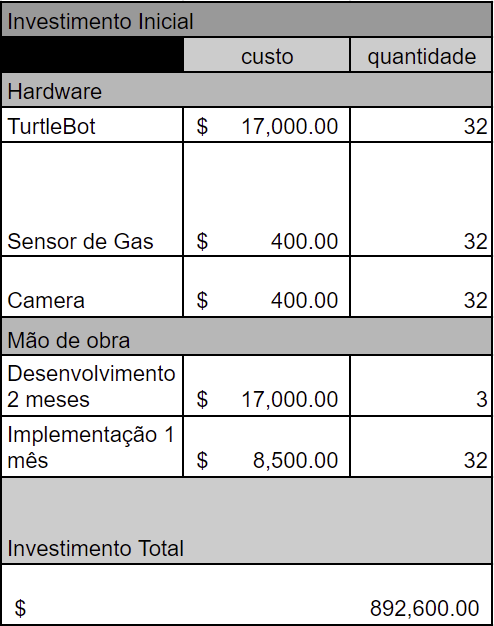 Investimento Inicial
custo quantidade
Hardware
TurtleBot $ 17,000.00 32
Sensor de Gas $ 400.00 32
Camera $ 400.00 32
Mão de obra
Desenvolvimento
2 meses $ 17,000.00 3
Implementação 1
mês $ 8,500.00 32
Investimento Total
$ 892,600.00